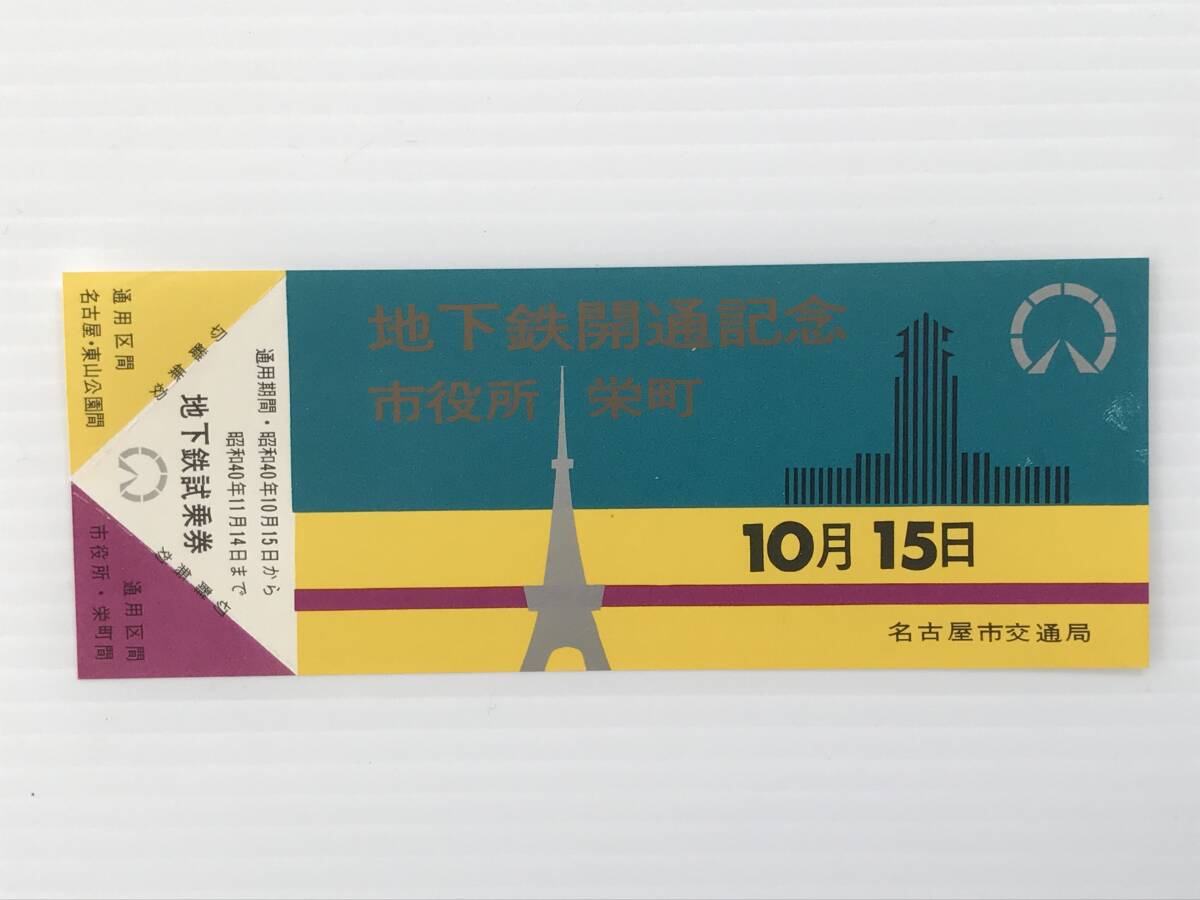 地下鉄開通記念
市役所 栄町
10月15日
名古屋市交通局
通用期間・昭和40年10月15日から
昭和40年11月14日まで
地下鉄試乗券
切離無効
通用区間
名古屋・東山公園間
切離無効
通用区間
市役所・栄町間